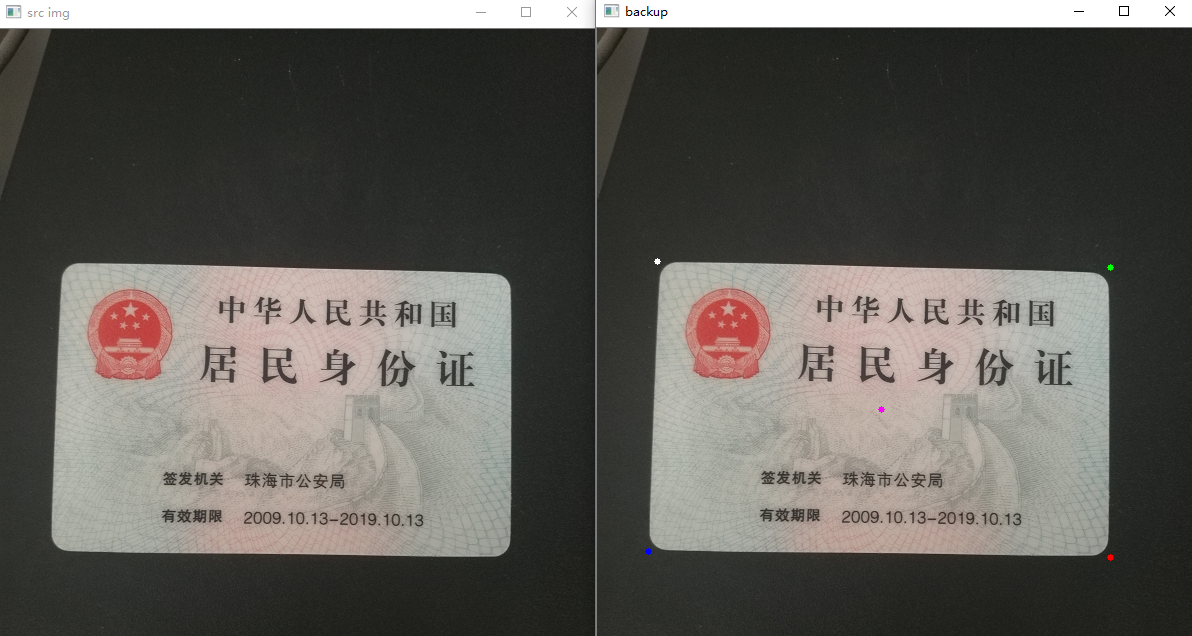 src img
中华人民共和国
居民身份证
签发机关 珠海市公安局
有效期限 2009.10.13-2019.10.13
backup
中华人民共和国
居民身份证
签发机关 珠海市公安局
有效期限 2009.10.13-2019.10.13